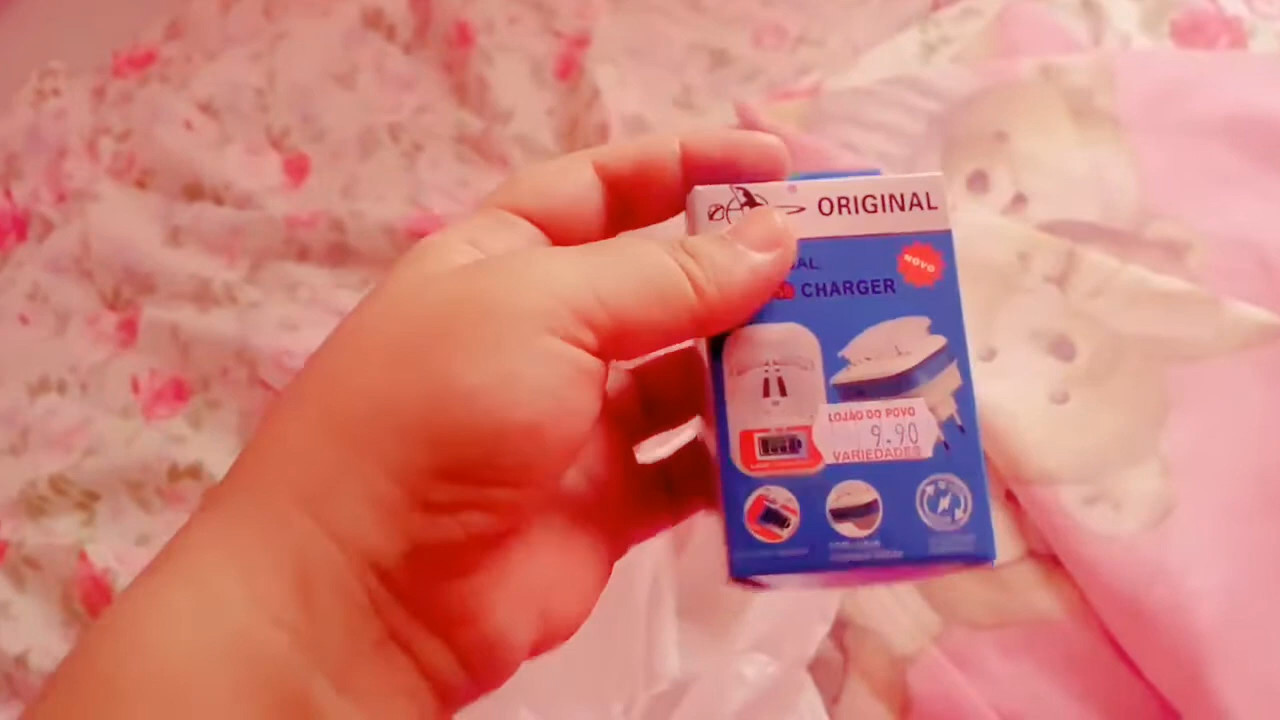 ORIGINAL
NOVO
CHARGER
LOJÃO DO POVO
9.90
VARIEDADES